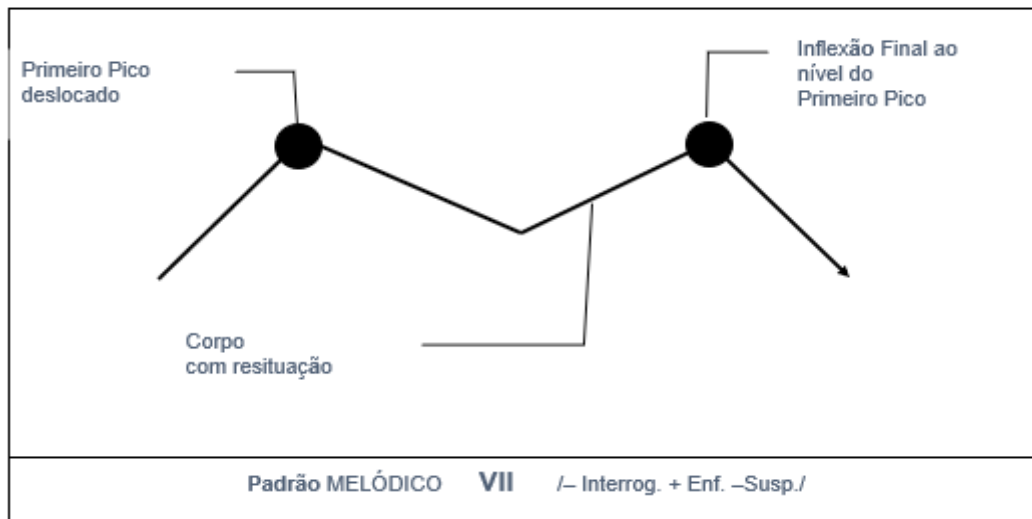 Primeiro Pico
deslocado
Inflexão Final ao
nível do
Primeiro Pico
Corpo
com resituação
Padrão MELÓDICO VII /– Interrog. + Enf. –Susp./